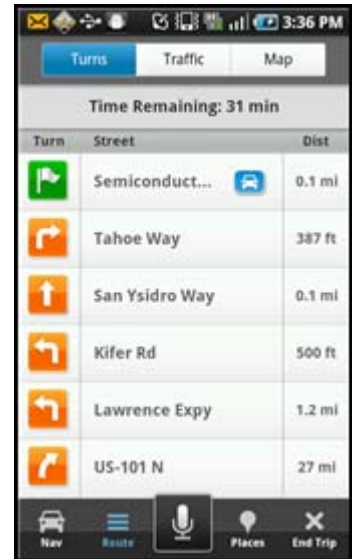 3:36 PM
Turns Traffic Map
Time Remaining: 31 min
Turn Street Dist
Semiconduct... 0.1 mi
Tahoe Way 387 ft
San Ysidro Way 0.1 mi
Kifer Rd 500 ft
Lawrence Expy 1.2 mi
US-101 N 27 mi
Nav Route Places End Trip